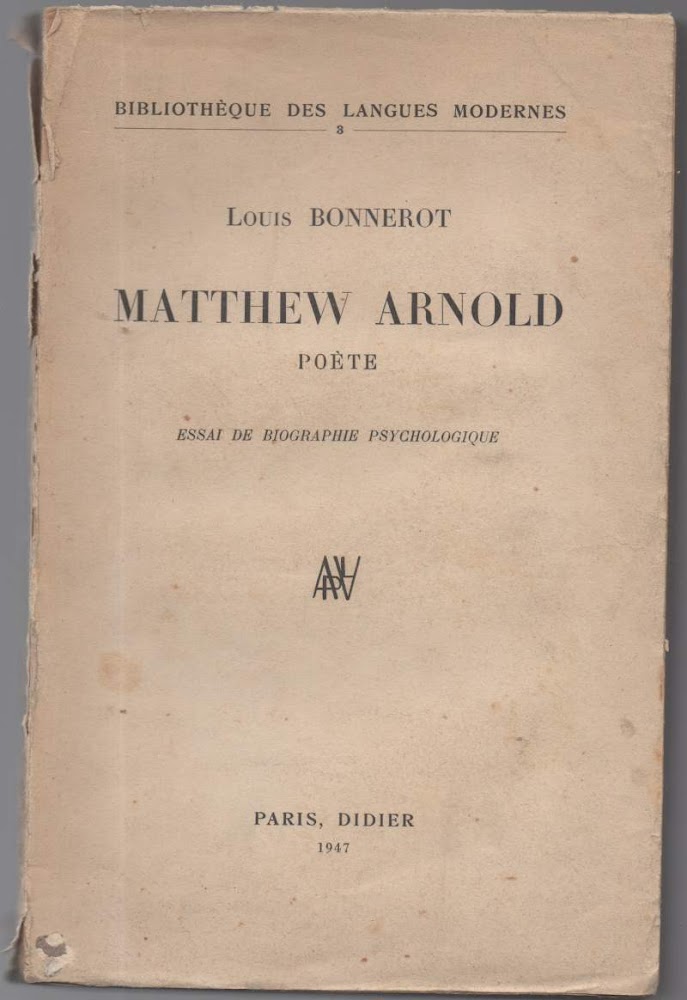 BIBLIOTHÈQUE DES LANGUES MODERNES
3
Louis BONNEROT
MATTHEW ARNOLD
POÈTE
ESSAI DE BIOGRAPHIE PSYCHOLOGIQUE
PARIS, DIDIER
1947